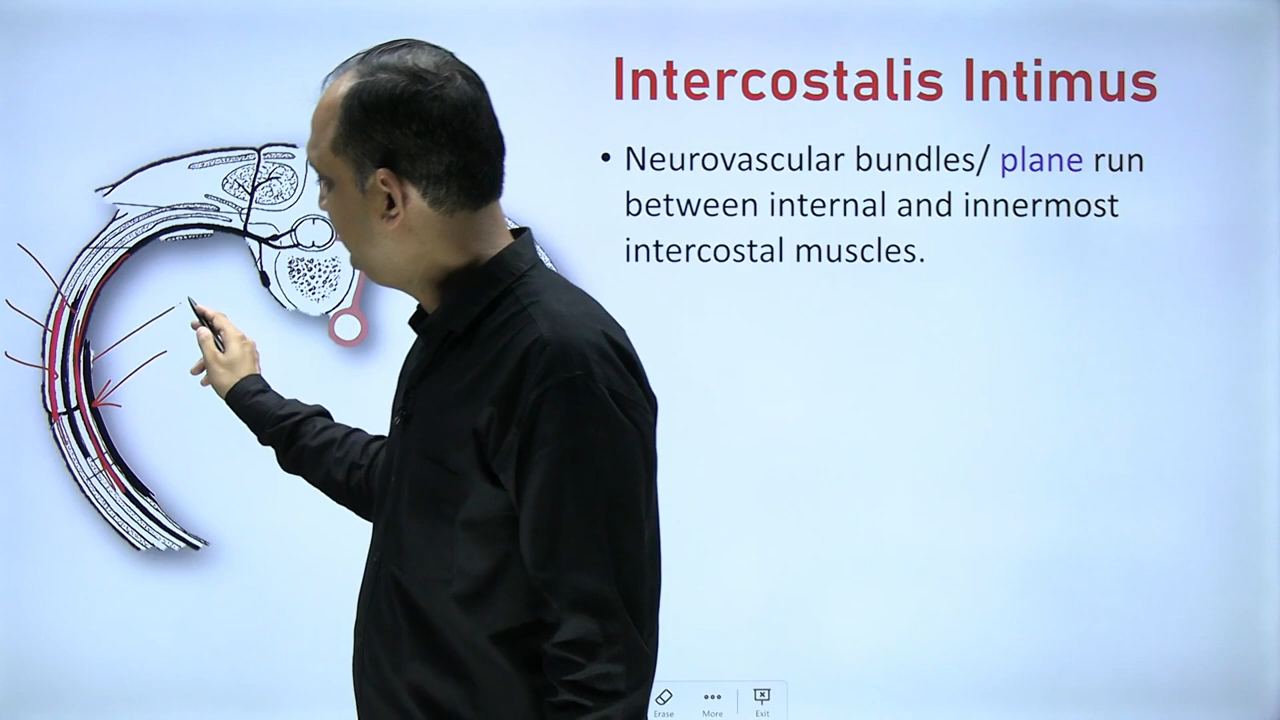 Intercostalis Intimus
• Neurovascular bundles/ plane run
between internal and innermost
intercostal muscles.
Erase More Exit